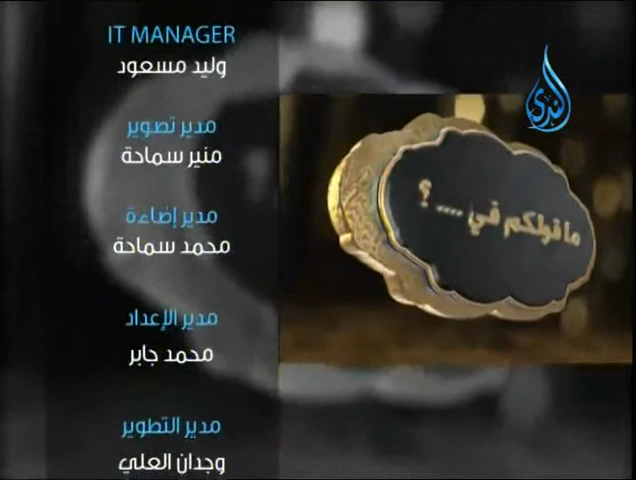 IT MANAGER
وليد مسعود
مدير تصوير
منير سماحة
مدير إضاءة
محمد سماحة
مدير الإعداد
محمد جابر
مدير التطوير
وجدان العلي
الندى
ما قولكم في .... ؟